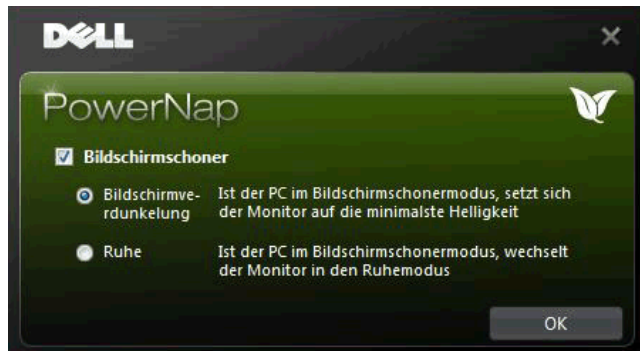 DELL
PowerNap
Bildschirmschoner
Bildschirmve-
rdunkelung
Ist der PC im Bildschirmschonermodus, setzt sich
der Monitor auf die minimalste Helligkeit
Ruhe
Ist der PC im Bildschirmschonermodus, wechselt
der Monitor in den Ruhemodus
OK